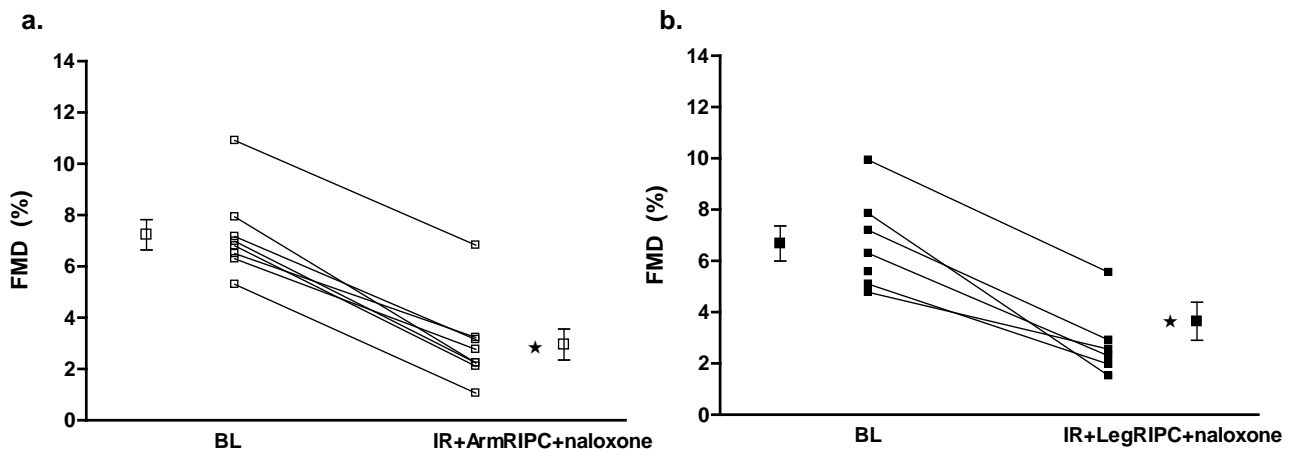 a.
14
12
10
8
6
4
2
0
FMD (%)
BL
IR+ArmRIPC+naloxone
b.
14
12
10
8
6
4
2
0
FMD (%)
BL
IR+LegRIPC+naloxone